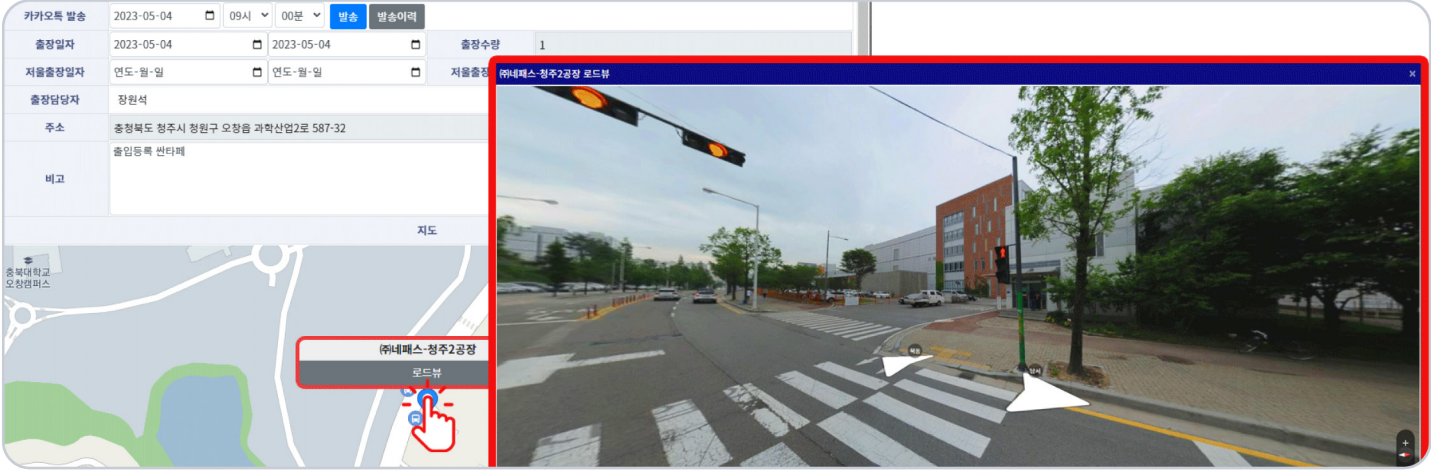 카카오톡 발송 2023-05-04 09시 00분 발송 발송이력
출장일자 2023-05-04 2023-05-04 출장수량 1
저울출장일자 연도-월-일 연도-월-일 저울출장
출장담당자 장원석
주소 충청북도 청주시 청원구 오창읍 과학산업2로 587-32
비고 출입등록 싼타페
지도
충북대학교
오창캠퍼스
㈜네패스-청주2공장
로드뷰
㈜네패스-청주2공장 로드뷰 ×
북동
남서
+